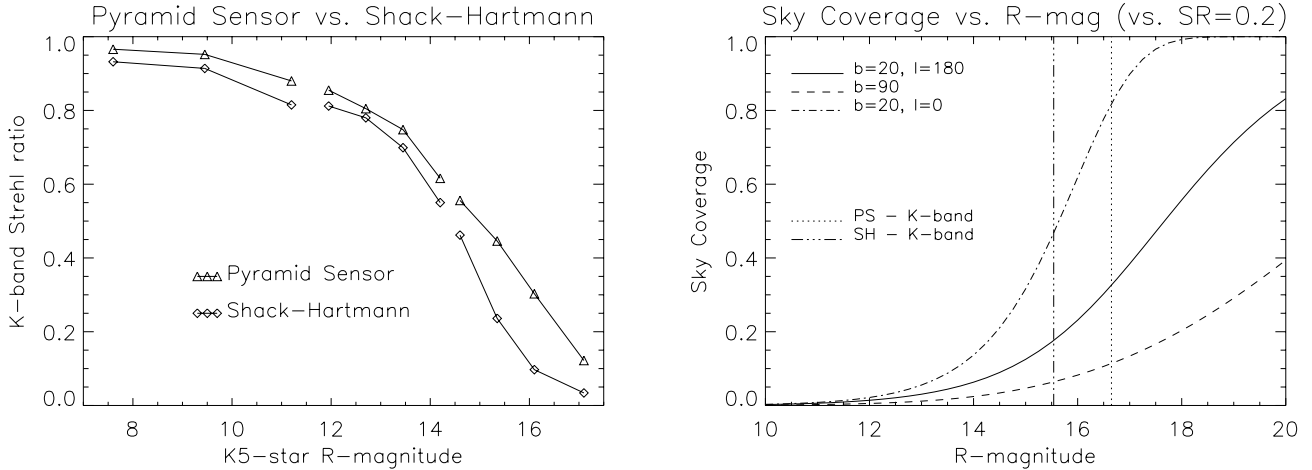 Pyramid Sensor vs. Shack-Hartmann
K-band Strehl ratio
1.0
0.8
0.6
0.4
0.2
0.0
Pyramid Sensor
Shack-Hartmann
8 10 12 14 16
K5-star R-magnitude
Sky Coverage vs. R-mag (vs. SR=0.2)
Sky Coverage
1.0
0.8
0.6
0.4
0.2
0.0
b=20, l=180
b=90
b=20, l=0
PS - K-band
SH - K-band
10 12 14 16 18 20
R-magnitude